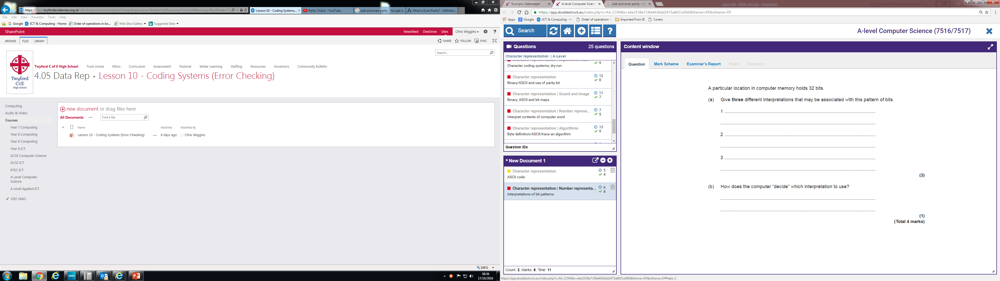 https://copia.twyfordacademies.org.uk/sites/twyfordschool/subjects/Computing/courses/Student%20Resources/Forms/AllItems.aspx?RootFolder=%
Lesson 10 - Coding Systems...
Parity Check - YouTube
odd and even parity - Google S...
What is Even Parity? - Definitio...
File Edit View Favorites Tools Help
Google ICT & Computing - Home Order of operations in bo... Web Slice Gallery Suggested Sites
SharePoint
Newsfeed OneDrive Sites Chris Wiggins ?
BROWSE FILES LIBRARY
SHARE FOLLOW SYNC
Search...
Twyford
C of E
High School
Twyford C of E High School Trust Home Ethos Curriculum Assessment Pastoral Wider Learning Staffing Resources Governors Community Bulletin
4.05 Data Rep Lesson 10 - Coding Systems (Error Checking)
Computing
Audio & Video
Courses
Year 7 Computing
Year 8 Computing
Year 9 Computing
Year 9 ICT
GCSE Computer Science
GCSE ICT
BTEC ICT
A Level Computer
Science
A Level Applied ICT
EDIT LINKS
new document or drag files here
All Documents ... Find a file
Name Modified Modified By
Lesson 10 - Coding Systems (Error Checking) ... 6 days ago Chris Wiggins
100%
SIMS
08:56
17/10/2016
Exampro Gatekeeper
A-level Computer Scienc
odd and even parity - Go
https://app.doublestruck.eu/index.php?s=AA_COM&k=e6e2538e719fa463b6d2475a8651e960&theme=EP&otheme=EP
Apps Google ICT & Computing - H Order of operations i Imported From IE Corero
Search ?
A-level Computer Science (7516/7517)
Questions 25 questions
Character representation | A-Level
9
Character coding systems; dry-run
Character representation 12
Binary/ASCII and use of parity bit 8
Character representation | Sound and image 11
Binary; ASCII and bit maps 7
Character representation | Number represe... 7
Interpret contents of computer word 5
Character representation | Algorithms 13
Byte definition/ASCII/trace an algorithm 9
Question IDs
* New Document 1
Character representation 5
ASCII code 4
Character representation | Number representa... 6
Interpretations of bit patterns 4
Count: 2, Marks: 8, Time: 11
Content window
Question Mark Scheme Examiner's Report Notes Resource
A particular location in computer memory holds 32 bits.
(a) Give three different interpretations that may be associated with this pattern of bits.
1
2
3
(3)
(b) How does the computer “decide” which interpretation to use?
(1)
(Total 4 marks)
https://app.doublestruck.eu/index.php?s=AA_COM&k=e6e2538e719fa463b6d2475a8651e960&theme=EP&otheme=EP#tabs-1